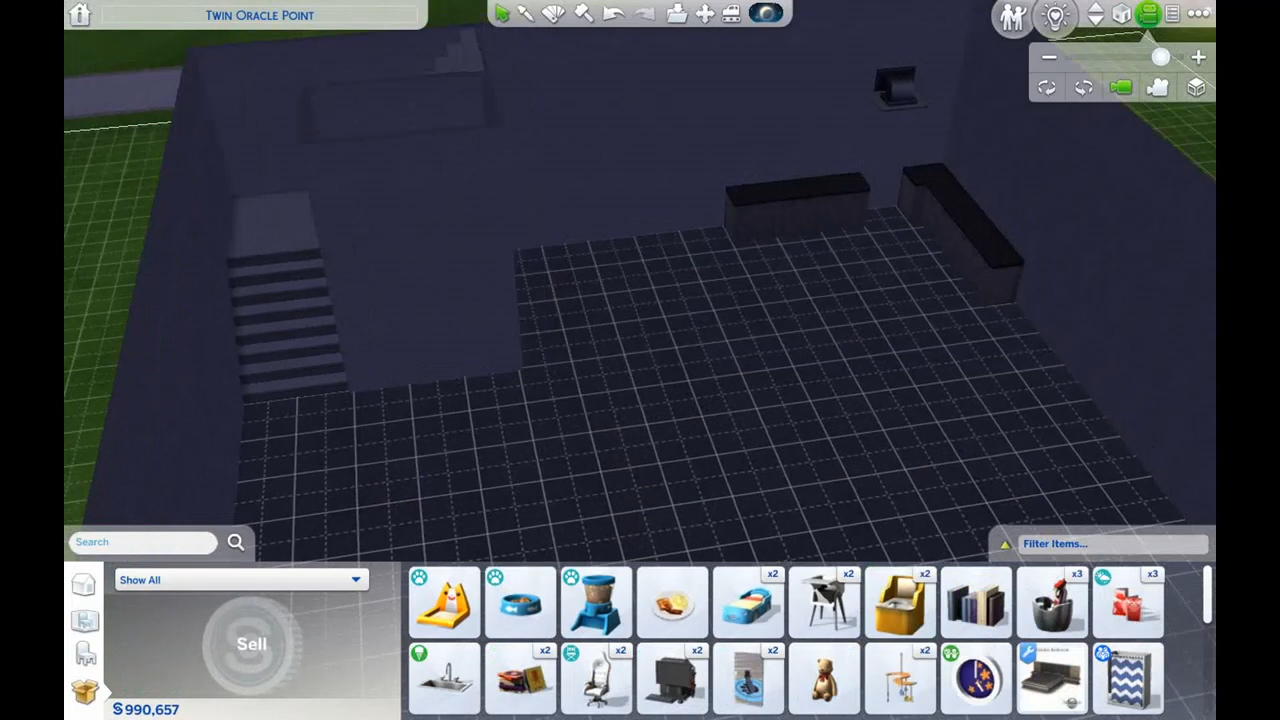 TWIN ORACLE POINT
Search
Filter Items...
Show All
Sell
S 990,657
x2
x2
x2
x3
x3
x2
x2
x2
x2